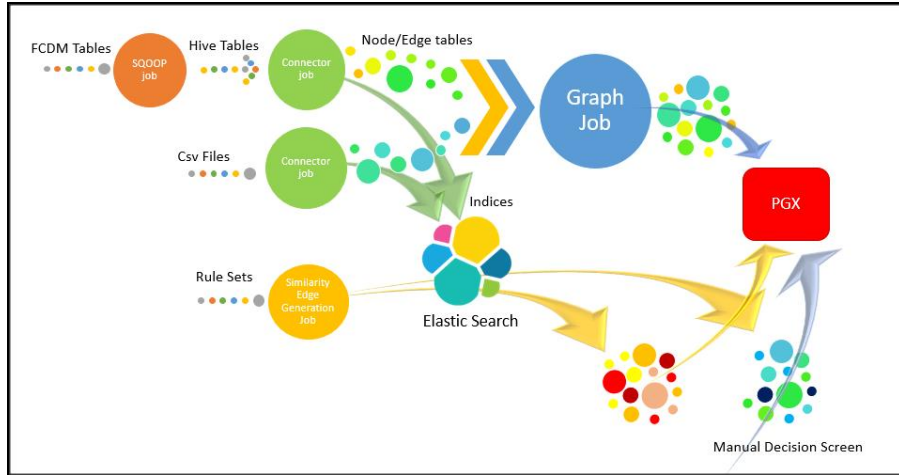 FCDM Tables
SQOOP
job
Hive Tables
Connector
job
Node/Edge tables
Graph
Job
Csv Files
Connector
job
Indices
PGX
Rule Sets
Similarity
Edge
Generation
Job
Elastic Search
Manual Decision Screen